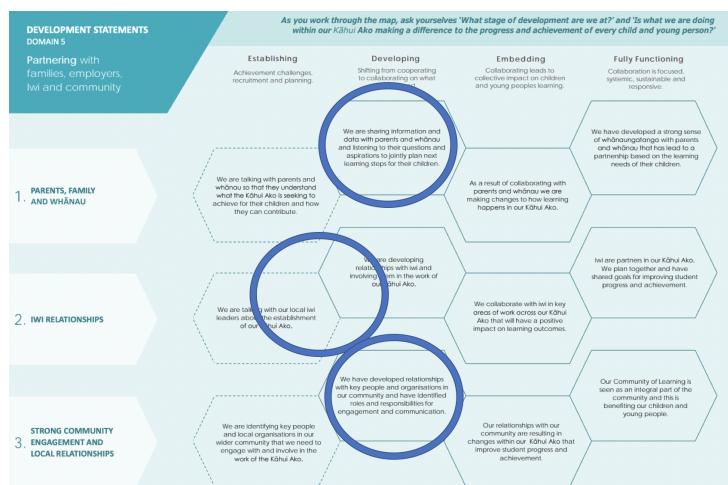 DEVELOPMENT STATEMENTS
DOMAIN 5
Partnering with
families, employers,
Iwi and community
As you work through the map, ask yourselves 'What stage of development are we at?' and 'Is what we are doing
within our Kāhui Ako making a difference to the progress and achievement of every child and young person?'
Establishing
Achievement challenges,
recruitment and planning.
Developing
Shifting from cooperating
to collaborating on what
Embedding
Collaborating leads to
collective impact on children
and young peoples learning.
Fully Functioning
Collaboration is focused,
systemic, sustainable and
responsive.
1. PARENTS, FAMILY
AND WHĀNAU
We are talking with parents and
whānau so that they understand
what the Kāhui Ako is seeking to
achieve for their children and how
they can contribute.
We are sharing information and
data with parents and whānau
and listening to their questions and
aspirations to jointly plan next
learning steps for their children.
As a result of collaborating with
parents and whānau we are
making changes to how learning
happens in our Kāhui Ako.
We have developed a strong sense
of whānaungatanga with parents
and whānau that has lead to a
partnership based on the learning
needs of their children.
2. IWI RELATIONSHIPS
We are talking with our local iwi
leaders about the establishment
of our Kāhui Ako.
We are developing
relationships with iwi and
involving them in the work of
our Kāhui Ako.
We collaborate with iwi in key
areas of work across our Kāhui
Ako that will have a positive
impact on learning outcomes.
Iwi are partners in our Kāhui Ako.
We plan together and have
shared goals for improving student
progress and achievement.
3. STRONG COMMUNITY
ENGAGEMENT AND
LOCAL RELATIONSHIPS
We are identifying key people
and local organisations in our
wider community that we need to
engage with and involve in the
work of the Kāhui Ako.
We have developed relationships
with key people and organisations in
our community and have identified
roles and responsibilities for
engagement and communication.
Our relationships with our
community are resulting in
changes within our Kāhui Ako that
improve student progress and
achievement.
Our Community of Learning is
seen as an integral part of the
community and this is
benefiting our children and
young people.